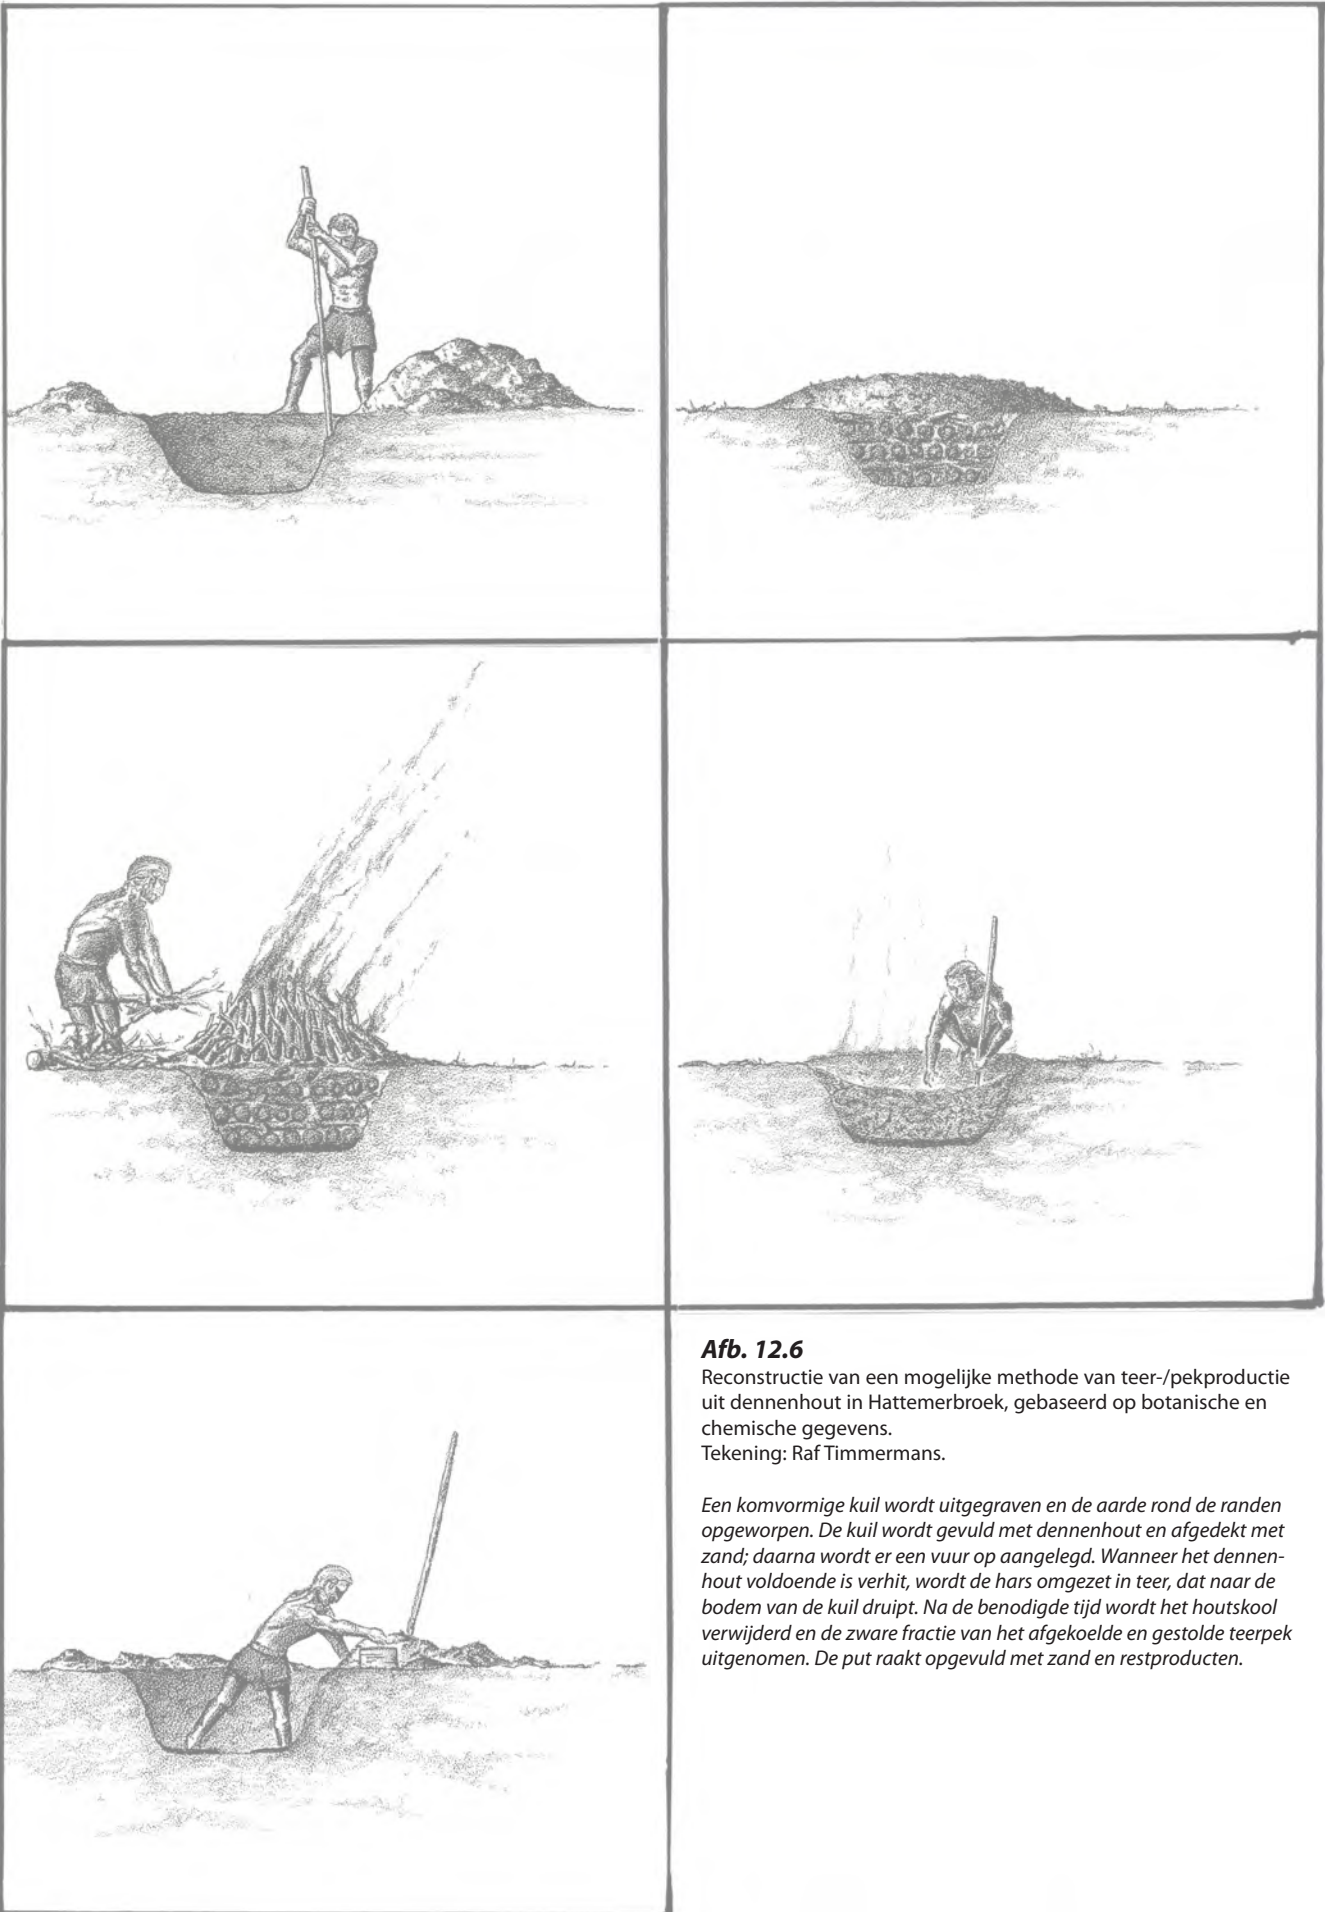 Afb. 12.6
Reconstructie van een mogelijke methode van teer-/pekproductie
uit dennenhout in Hattemerbroek, gebaseerd op botanische en
chemische gegevens.
Tekening: Raf Timmermans.
Een komvormige kuil wordt uitgegraven en de aarde rond de randen
opgeworpen. De kuil wordt gevuld met dennenhout en afgedekt met
zand; daarna wordt er een vuur op aangelegd. Wanneer het dennen-
hout voldoende is verhit, wordt de hars omgezet in teer, dat naar de
bodem van de kuil druipt. Na de benodigde tijd wordt het houtskool
verwijderd en de zware fractie van het afgekoelde en gestolde teerpek
uitgenomen. De put raakt opgevuld met zand en restproducten.